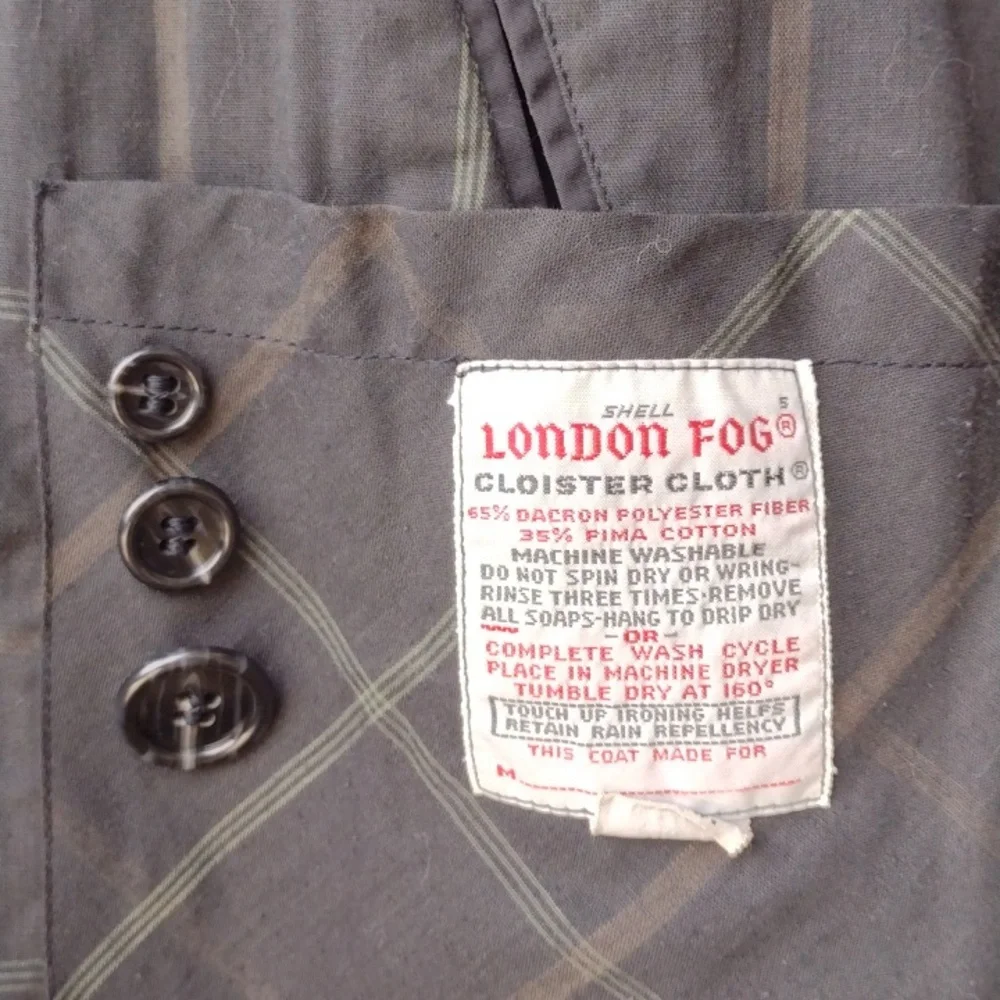 SHELL 5
LONDON FOG®
CLOISTER CLOTH®
65% DACRON POLYESTER FIBER
35% PIMA COTTON
MACHINE WASHABLE
DO NOT SPIN DRY OR WRING-
RINSE THREE TIMES-REMOVE
ALL SOAPS-HANG TO DRIP DRY
-OR-
COMPLETE WASH CYCLE
PLACE IN MACHINE DRYER
TUMBLE DRY AT 160°
TOUCH UP IRONING HELPS
RETAIN RAIN REPELLENCY
THIS COAT MADE FOR
M